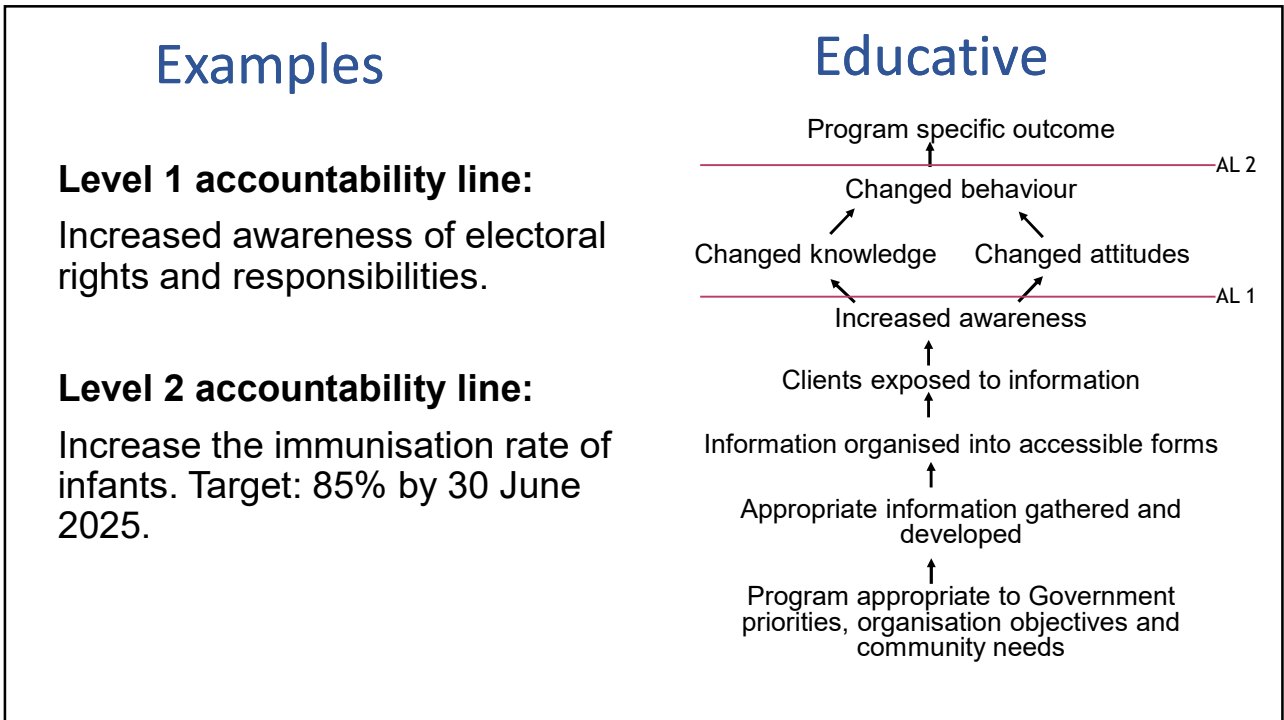 Examples
Level 1 accountability line:
Increased awareness of electoral
rights and responsibilities.
Level 2 accountability line:
Increase the immunisation rate of
infants. Target: 85% by 30 June
2025.
Educative
Program specific outcome
AL 2
Changed behaviour
Changed knowledge
Changed attitudes
AL 1
Increased awareness
Clients exposed to information
Information organised into accessible forms
Appropriate information gathered and
developed
Program appropriate to Government
priorities, organisation objectives and
community needs